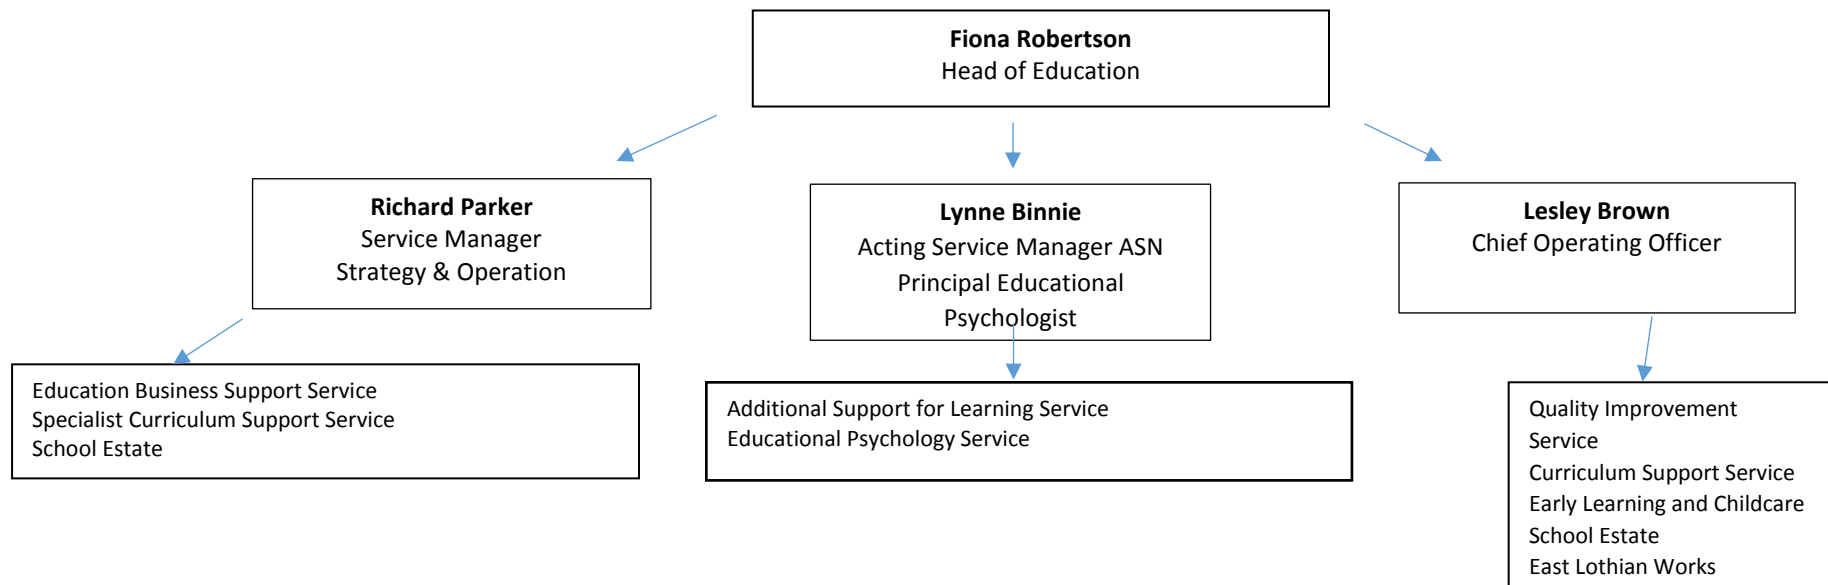 Fiona Robertson
Head of Education
Richard Parker
Service Manager
Strategy & Operation
Lynne Binnie
Acting Service Manager ASN
Principal Educational
Psychologist
Lesley Brown
Chief Operating Officer
Education Business Support Service
Specialist Curriculum Support Service
School Estate
Additional Support for Learning Service
Educational Psychology Service
Quality Improvement
Service
Curriculum Support Service
Early Learning and Childcare
School Estate
East Lothian Works